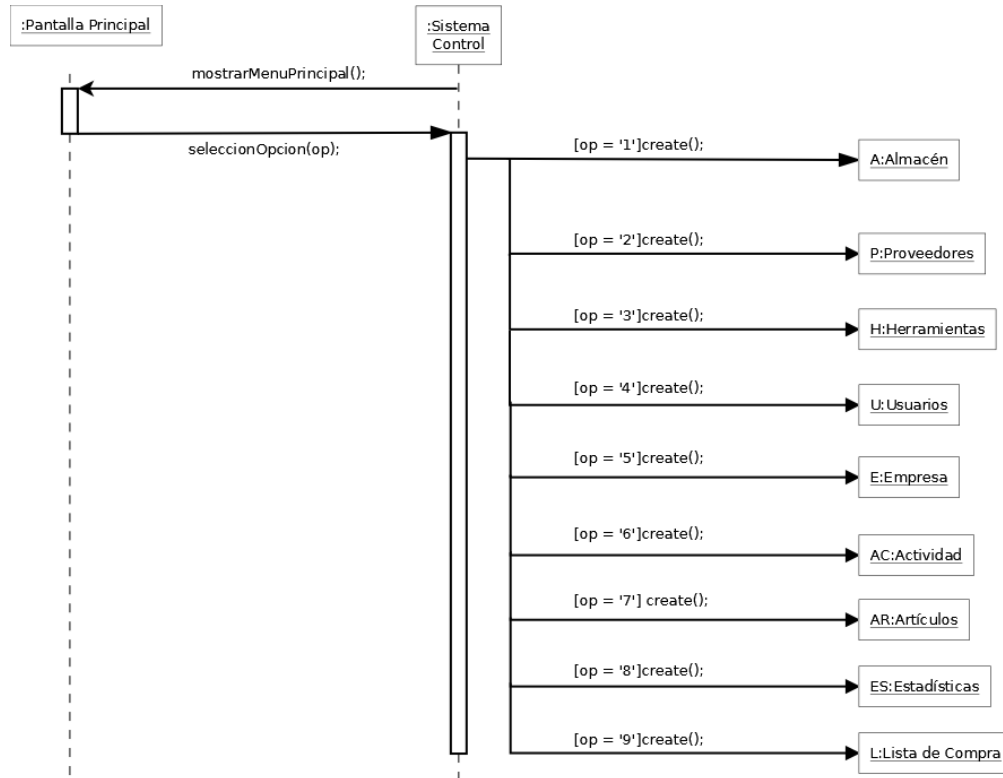 :Pantalla Principal
:Sistema
Control
mostrarMenuPrincipal();
seleccionOpcion(op);
[op = '1']create();
A:Almacén
[op = '2']create();
P:Proveedores
[op = '3']create();
H:Herramientas
[op = '4']create();
U:Usuarios
[op = '5']create();
E:Empresa
[op = '6']create();
AC:Actividad
[op = '7'] create();
AR:Artículos
[op = '8']create();
ES:Estadísticas
[op = '9']create();
L:Lista de Compra